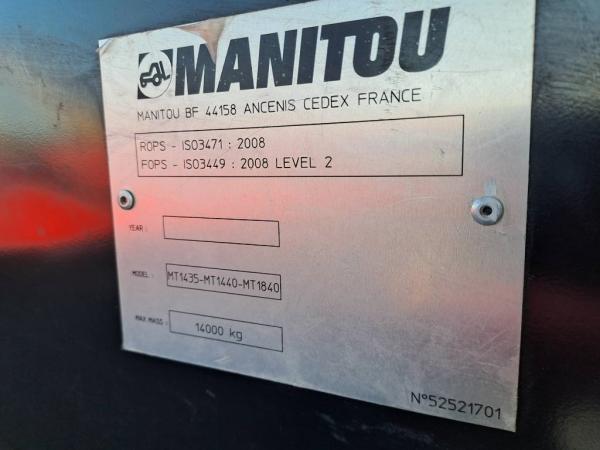 MANITOU
MANITOU BF 44158 ANCENIS CEDEX FRANCE
ROPS - ISO3471 : 2008
FOPS - ISO3449 : 2008 LEVEL 2
YEAR :
MODEL : MT1435-MT1440-MT1840
MAX MASS : 14000 kg
N°52521701